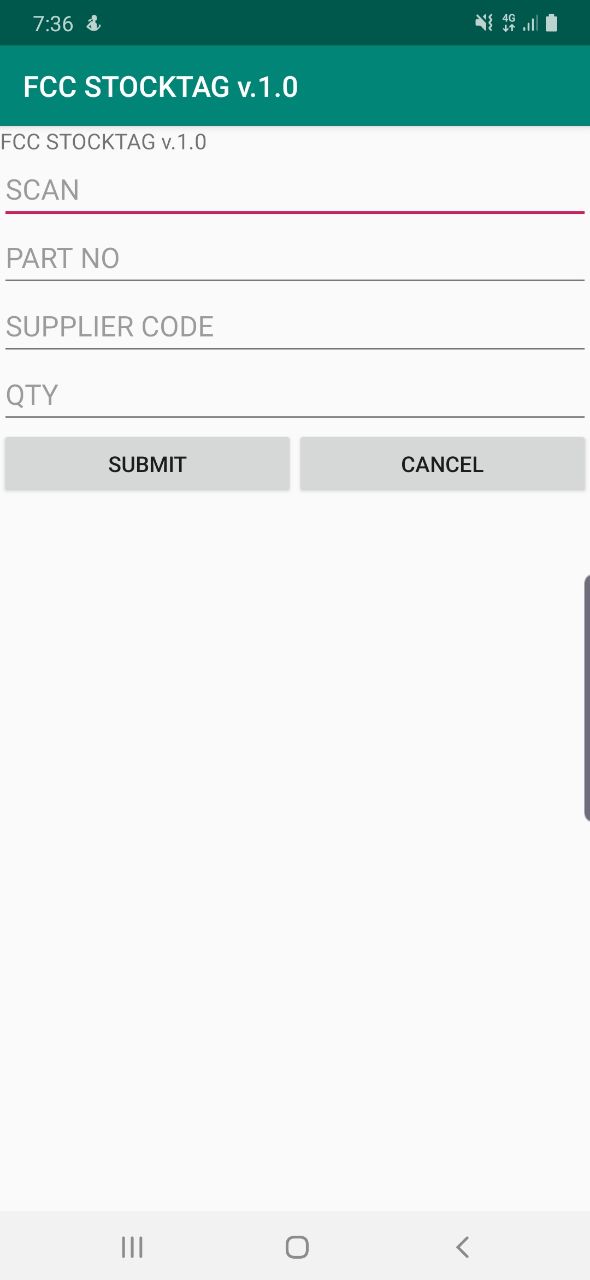 7:36
4G
FCC STOCKTAG v.1.0
FCC STOCKTAG v.1.0
SCAN
PART NO
SUPPLIER CODE
QTY
SUBMIT CANCEL